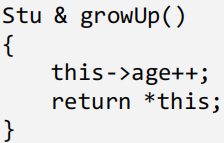 Stu & growUp()
{
    this->age++;
    return *this;
}